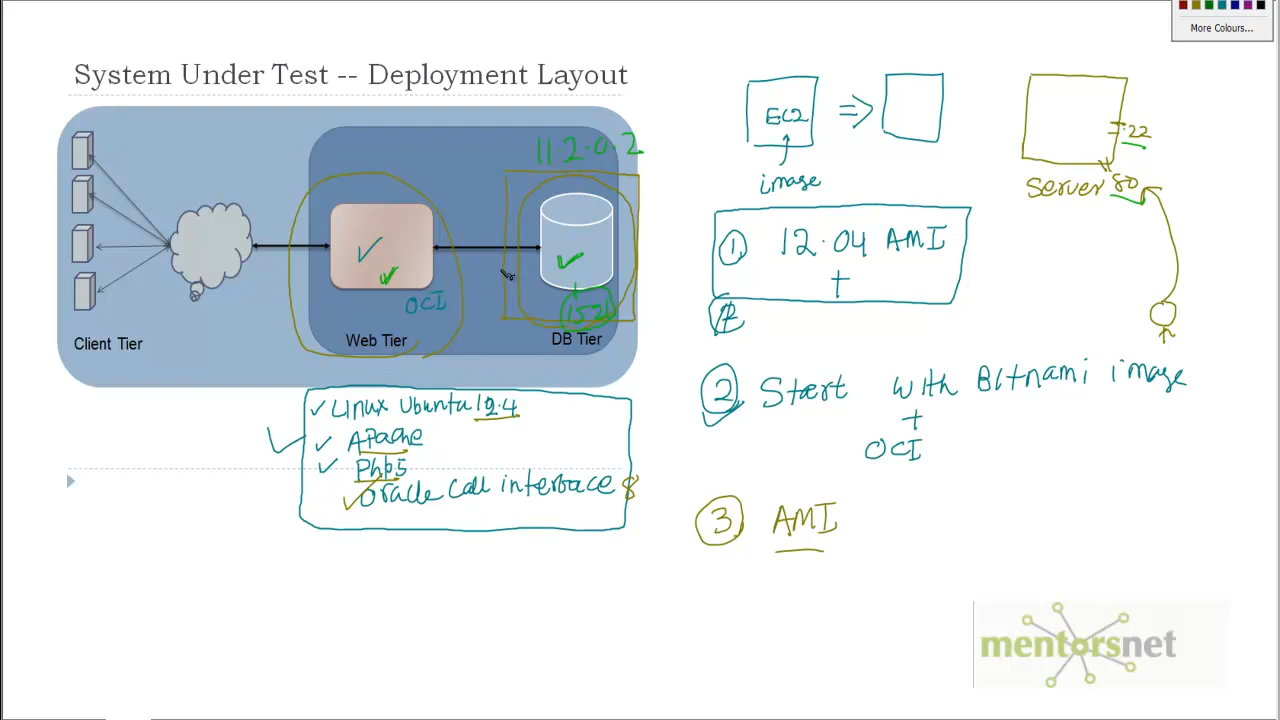 More Colours...
System Under Test -- Deployment Layout
11.2.0.2
OCI
1521
Client Tier
Web Tier
DB Tier
Linux Ubuntu 12.4
Apache
Php5
Oracle call interface
EC2
=>
image
:22
Server 80
1 12.04 AMI
+
2 Start with Bitnami image
+
OCI
3 AMI
mentorsnet